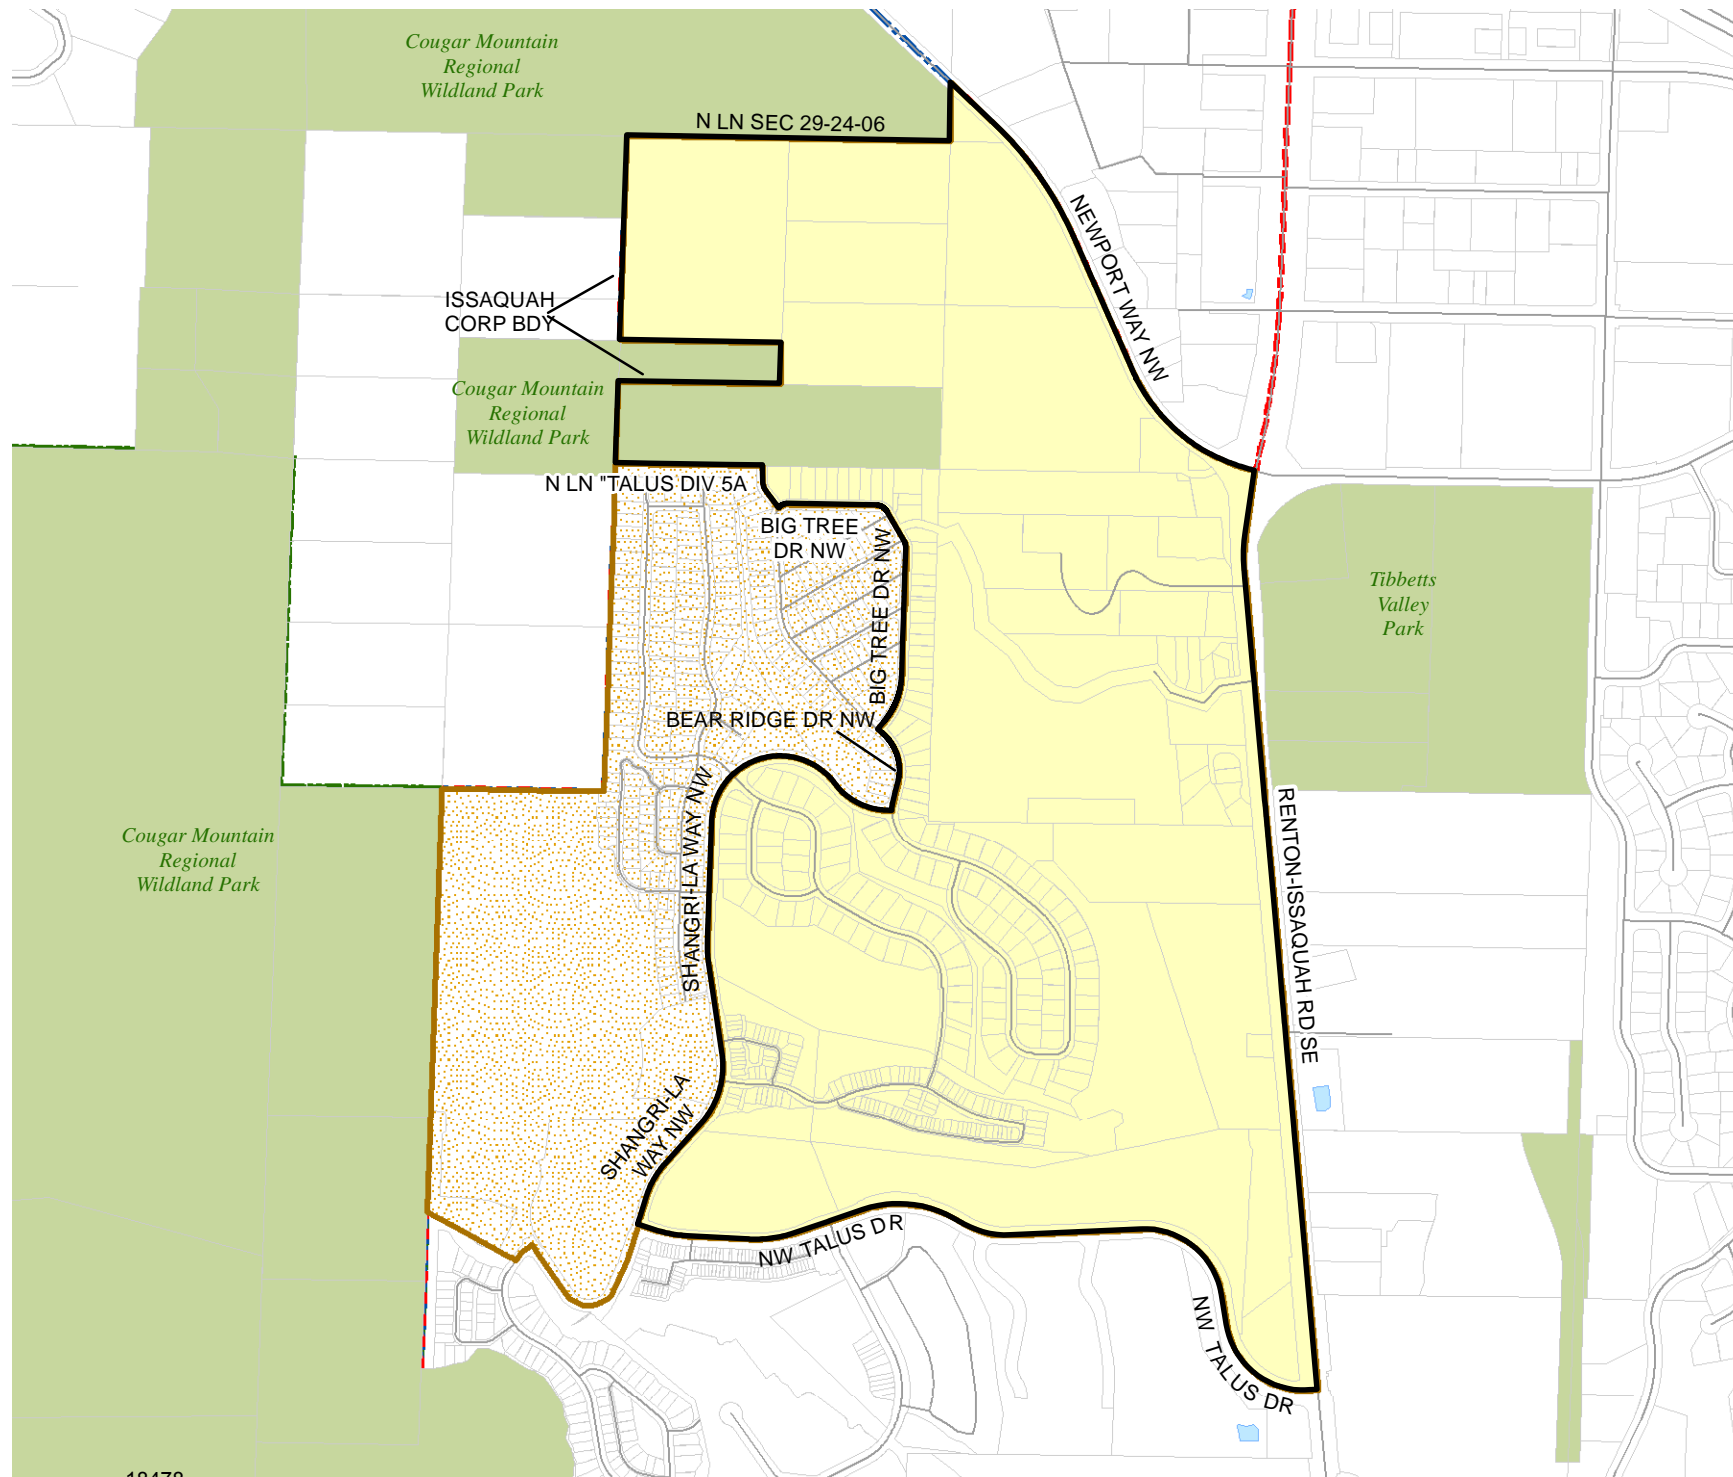 Cougar Mountain
Regional
Wildland Park
N LN SEC 29-24-06
NEWPORT WAY NW
ISSAQUAH
CORP BDY
Cougar Mountain
Regional
Wildland Park
N LN "TALUS DIV 5A
BIG TREE
DR NW
BIG TREE DR NW
Tibbetts
Valley
Park
BEAR RIDGE DR NW
SHANGRI-LA WAY NW
RENTON-ISSAQUAH RD SE
Cougar Mountain
Regional
Wildland Park
SHANGRI-LA
WAY NW
NW TALUS DR
NW TALUS DR